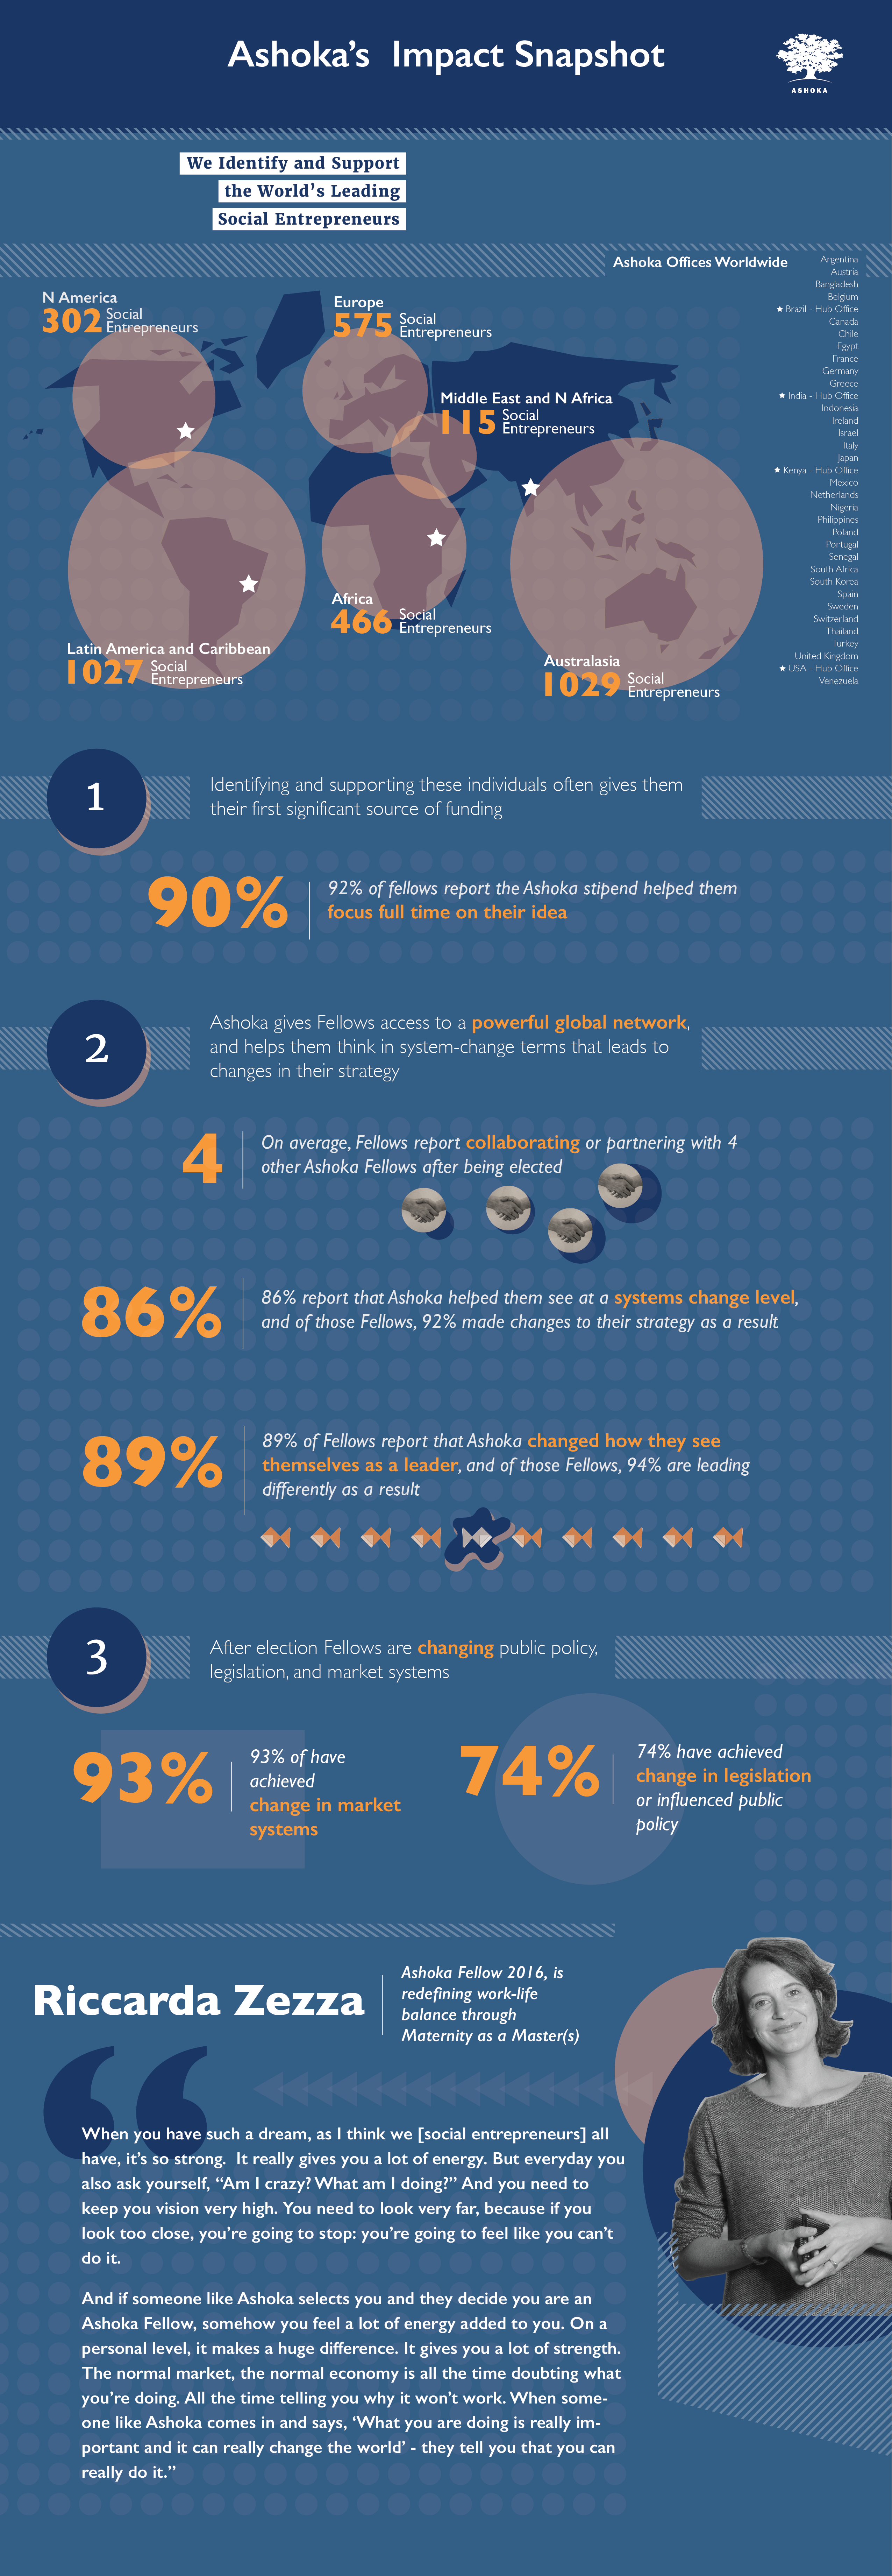 Ashoka's Impact Snapshot
ASHOKA
We Identify and Support
the World's Leading
Social Entrepreneurs
Ashoka Offices Worldwide
Argentina
Austria
Bangladesh
Belgium
Brazil - Hub Office
Canada
Chile
Egypt
France
Germany
Greece
India - Hub Office
Indonesia
Ireland
Israel
Italy
Japan
Kenya - Hub Office
Mexico
Netherlands
Nigeria
Philippines
Poland
Portugal
Senegal
South Africa
South Korea
Spain
Sweden
Switzerland
Thailand
Turkey
United Kingdom
USA - Hub Office
Venezuela
N America
302 Social
Entrepreneurs
Europe
575 Social
Entrepreneurs
Middle East and N Africa
115 Social
Entrepreneurs
Africa
466 Social
Entrepreneurs
Latin America and Caribbean
1027 Social
Entrepreneurs
Australasia
1029 Social
Entrepreneurs
1
Identifying and supporting these individuals often gives them
their first significant source of funding
90%
92% of fellows report the Ashoka stipend helped them
focus full time on their idea
2
Ashoka gives Fellows access to a powerful global network,
and helps them think in system-change terms that leads to
changes in their strategy
4
On average, Fellows report collaborating or partnering with 4
other Ashoka Fellows after being elected
86%
86% report that Ashoka helped them see at a systems change level,
and of those Fellows, 92% made changes to their strategy as a result
89%
89% of Fellows report that Ashoka changed how they see
themselves as a leader, and of those Fellows, 94% are leading
differently as a result
3
After election Fellows are changing public policy,
legislation, and market systems
93%
93% of have
achieved
change in market
systems
74%
74% have achieved
change in legislation
or influenced public
policy
Riccarda Zezza
Ashoka Fellow 2016, is
redefining work-life
balance through
Maternity as a Master(s)
“
When you have such a dream, as I think we [social entrepreneurs] all
have, it's so strong. It really gives you a lot of energy. But everyday you
also ask yourself, “Am I crazy? What am I doing?” And you need to
keep you vision very high. You need to look very far, because if you
look too close, you're going to stop: you're going to feel like you can't
do it.
And if someone like Ashoka selects you and they decide you are an
Ashoka Fellow, somehow you feel a lot of energy added to you. On a
personal level, it makes a huge difference. It gives you a lot of strength.
The normal market, the normal economy is all the time doubting what
you're doing. All the time telling you why it won't work. When some-
one like Ashoka comes in and says, ‘What you are doing is really im-
portant and it can really change the world’ - they tell you that you can
really do it.”